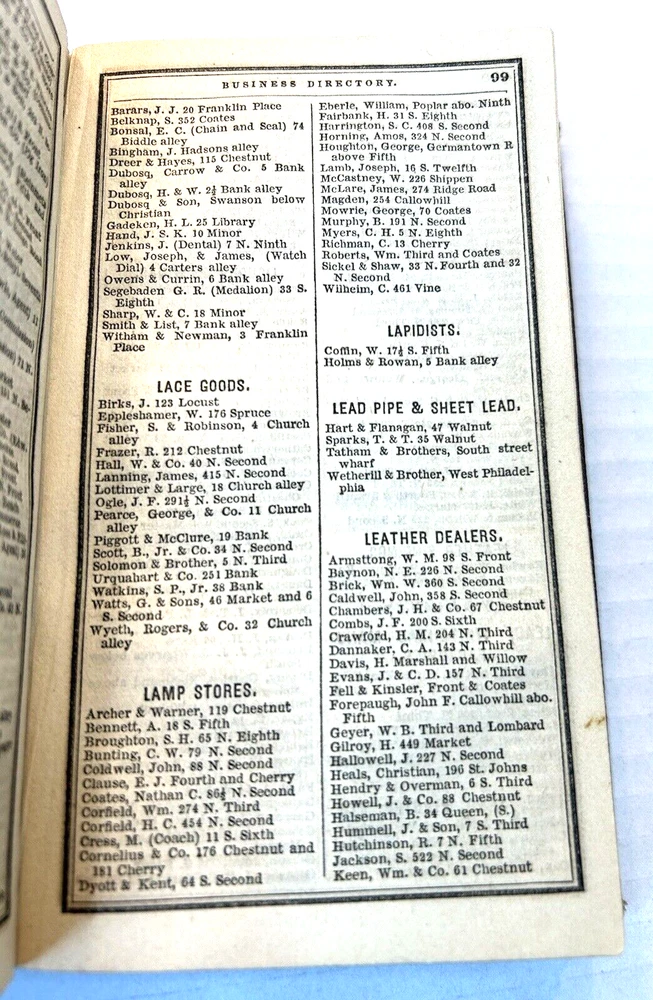 BUSINESS DIRECTORY.
99
Barars, J. J. 20 Franklin Place
Belknap, S. 352 Coates
Bonsal, E. C. (Chain and Seal) 74
Biddle alley
Bingham, J. Hadsons alley
Dreer & Hayes, 115 Chestnut
Dubosq, Carrow & Co. 5 Bank
alley
Dubosq, H. & W. 2½ Bank alley
Dubosq & Son, Swanson below
Christian
Gadeken, H. L. 25 Library
Hand, J. S. K. 10 Minor
Jenkins, J. (Dental) 7 N. Ninth
Low, Joseph, & James, (Watch
Dial) 4 Carters alley
Owens & Currin, 6 Bank alley
Segebaden G. R. (Medalion) 33 S.
Eighth
Sharp, W. & C. 18 Minor
Smith & List, 7 Bank alley
Witham & Newman, 3 Franklin
Place
LACE GOODS.
Birks, J. 123 Locust
Eppleshamer, W. 176 Spruce
Fisher, S. & Robinson, 4 Church
alley
Frazer, R. 212 Chestnut
Hall, W. & Co. 40 N. Second
Lanning, James, 415 N. Second
Lottimer & Large, 18 Church alley
Ogle, J. F. 291½ N. Second
Pearce, George, & Co. 11 Church
alley
Piggott & McClure, 19 Bank
Scott, B., Jr. & Co. 34 N. Second
Solomon & Brother, 5 N. Third
Urquahart & Co. 251 Bank
Watkins, S. P., Jr. 38 Bank
Watts, G. & Sons, 46 Market and 6
S. Second
Wyeth, Rogers, & Co. 32 Church
alley
LAMP STORES.
Archer & Warner, 119 Chestnut
Bennett, A. 18 S. Fifth
Broughton, S. H. 65 N. Eighth
Bunting, C. W. 79 N. Second
Coldwell, John, 88 N. Second
Clause, E. J. Fourth and Cherry
Coates, Nathan C. 86½ N. Second
Corfield, Wm. 274 N. Third
Corfield, H. C. 454 N. Second
Cress, M. (Coach) 11 S. Sixth
Cornelius & Co. 176 Chestnut and
181 Cherry
Dyott & Kent, 64 S. Second
Eberle, William, Poplar abo. Ninth
Fairbank, H. 31 S. Eighth
Harrington, S. C. 408 S. Second
Horning, Amos, 324 N. Second
Houghton, George, Germantown R
above Fifth
Lamb, Joseph, 16 S. Twelfth
McCastney, W. 226 Shippen
McLare, James, 274 Ridge Road
Magden, 254 Callowhill
Mowrie, George, 70 Coates
Murphy, B. 191 N. Second
Myers, C. H. 5 N. Eighth
Richman, C. 13 Cherry
Roberts, Wm. Third and Coates
Sickel & Shaw, 33 N. Fourth and 32
N. Second
Wilheim, C. 461 Vine
LAPIDISTS.
Coffin, W. 17½ S. Fifth
Holms & Rowan, 5 Bank alley
LEAD PIPE & SHEET LEAD.
Hart & Flanagan, 47 Walnut
Sparks, T. & T. 35 Walnut
Tatham & Brothers, South street
wharf
Wetherill & Brother, West Philadel-
phia
LEATHER DEALERS.
Armsttong, W. M. 98 S. Front
Baynon, N. E. 226 N. Second
Brick, Wm. W. 360 S. Second
Caldwell, John, 358 S. Second
Chambers, J. H. & Co. 67 Chestnut
Combs, J. F. 200 S. Sixth
Crawford, H. M. 204 N. Third
Dannaker, C. A. 143 N. Third
Davis, H. Marshall and Willow
Evans, J. & C. D. 157 N. Third
Fell & Kinsler, Front & Coates
Forepaugh, John F. Callowhill abo.
Fifth
Geyer, W. B. Third and Lombard
Gilroy, H. 449 Market
Hallowell, J. 227 N. Second
Heals, Christian, 196 St. Johns
Hendry & Overman, 6 S. Third
Howell, J. & Co. 88 Chestnut
Halseman, B. 34 Queen, (S.)
Hummell, J. & Son, 7 S. Third
Hutchinson, R. 7 N. Fifth
Jackson, S. 522 N. Second
Keen, Wm. & Co. 61 Chestnut